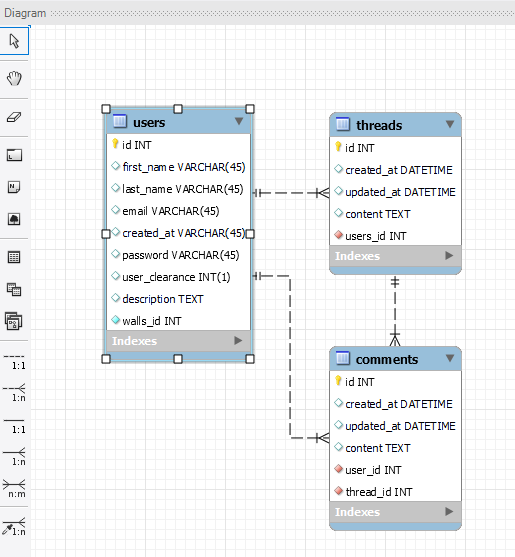 Diagram
users
id INT
first_name VARCHAR(45)
last_name VARCHAR(45)
email VARCHAR(45)
created_at VARCHAR(45)
password VARCHAR(45)
user_clearance INT(1)
description TEXT
walls_id INT
Indexes
threads
id INT
created_at DATETIME
updated_at DATETIME
content TEXT
users_id INT
Indexes
comments
id INT
created_at DATETIME
updated_at DATETIME
content TEXT
user_id INT
thread_id INT
Indexes
1:1
1:n
1:1
1:n
n:m
1:n